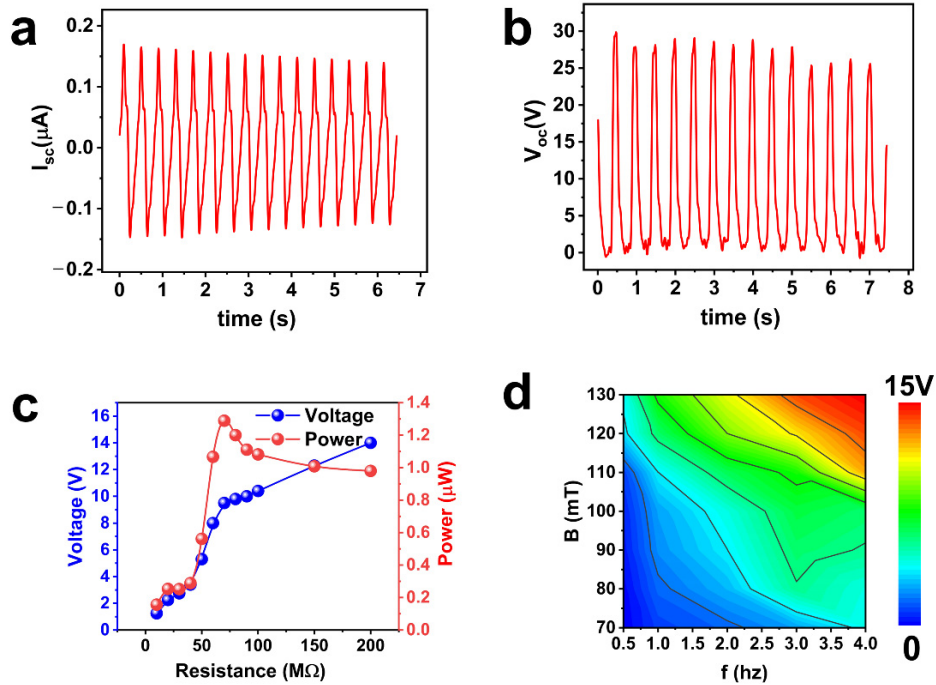 a
I_sc(μA)
0.2
0.1
0.0
−0.1
−0.2
0 1 2 3 4 5 6 7
time (s)
b
V_oc(V)
30
25
20
15
10
5
0
0 1 2 3 4 5 6 7 8
time (s)
c
Voltage (V)
16
14
12
10
8
6
4
2
0
Voltage
Power
1.4
1.2
1.0
0.8
0.6
0.4
0.2
0.0
Power (μW)
0 50 100 150 200
Resistance (MΩ)
d
B (mT)
130
120
110
100
90
80
70
0.5 1.0 1.5 2.0 2.5 3.0 3.5 4.0
f (hz)
15V
0